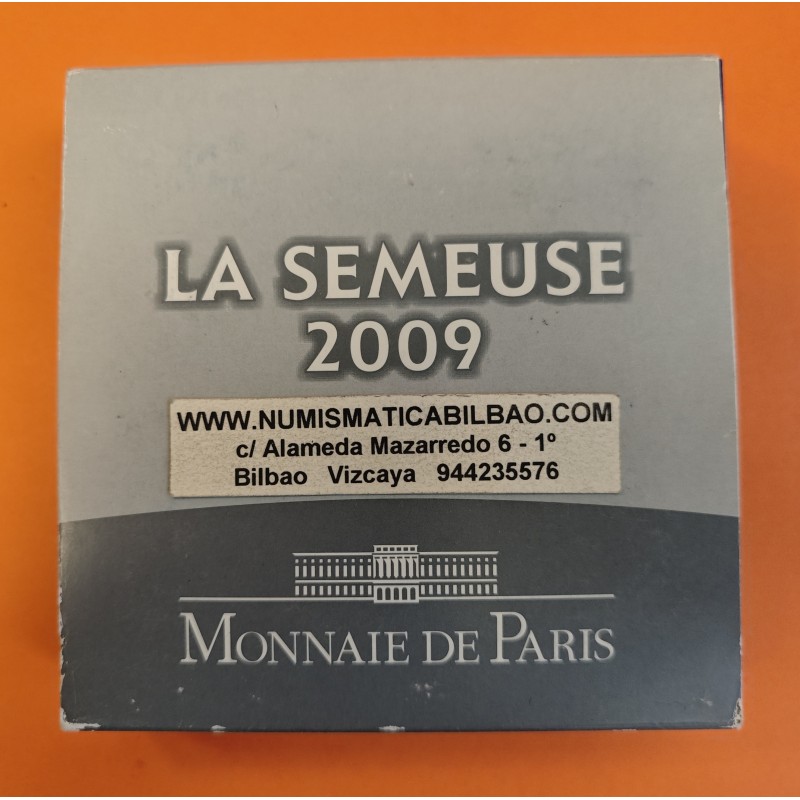 LA SEMEUSE
2009
WWW.NUMISMATICABILBAO.COM
c/ Alameda Mazarredo 6 - 1º
Bilbao Vizcaya 944235576
MONNAIE DE PARIS